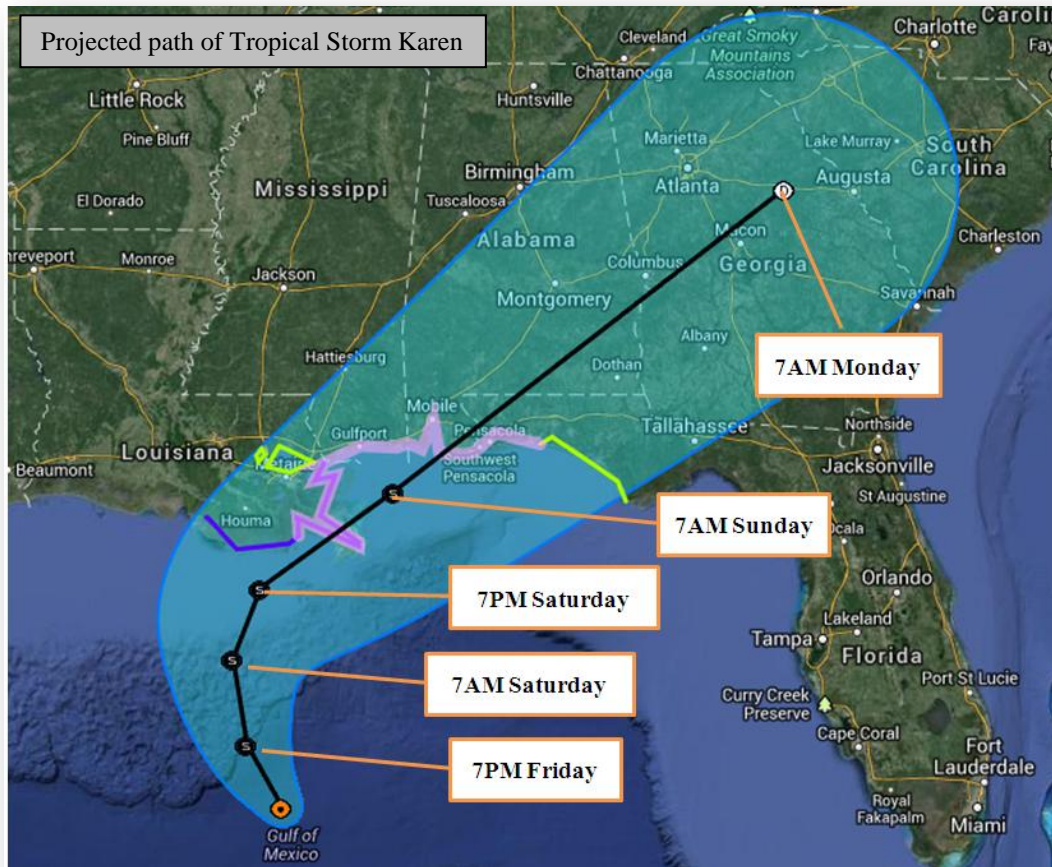 Projected path of Tropical Storm Karen
Great Smoky
Mountains
Association
Charlotte
Carol
Fay
Cleveland
Chattanooga
Little Rock
Huntsville
Pine Bluff
Marietta
Lake Murray
South
Carolina
Birmingham
Atlanta
Augusta
Mississippi
El Dorado
Tuscaloosa
D
Alabama
Macon
Charleston
hreveport
Monroe
Jackson
Columbus
Georgia
Montgomery
Savannah
Hattiesburg
Albany
Dothan
7AM Monday
Mobile
Louisiana
Gulfport
Pensacola
Tallahassee
Northside
Beaumont
Metairie
Southwest
Pensacola
Jacksonville
St Augustine
S
Houma
7AM Sunday
Ocala
S
7PM Saturday
Orlando
Lakeland
Tampa
Florida
S
7AM Saturday
Port St Lucie
Curry Creek
Preserve
Cape Coral
Fort
Lauderdale
S
7PM Friday
Royal
Fakapalm
Miami
Gulf of
Mexico